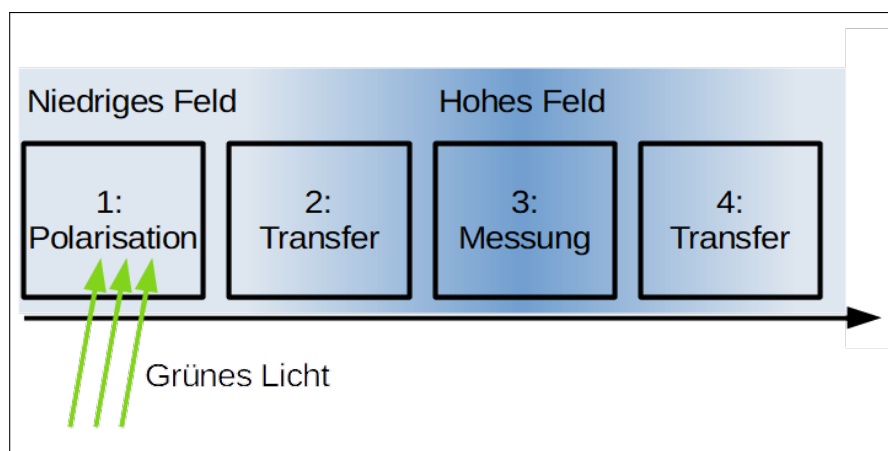 Niedriges Feld
Hohes Feld
1:
Polarisation
2:
Transfer
3:
Messung
4:
Transfer
Grünes Licht